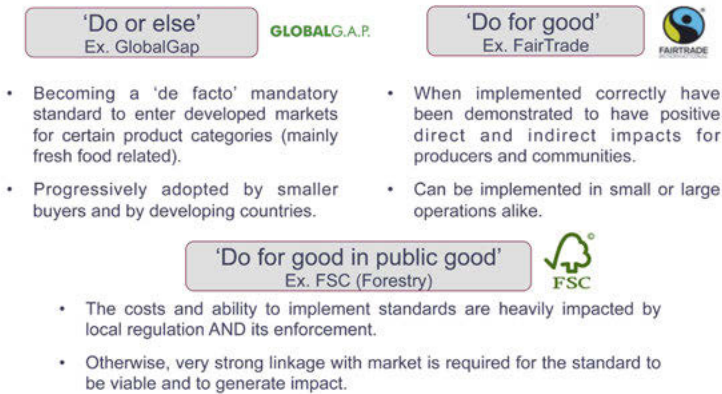 'Do or else'
Ex. GlobalGap
GLOBALG.A.P.
'Do for good'
Ex. FairTrade
FAIRTRADE
INTERNATIONAL
• Becoming a 'de facto' mandatory
standard to enter developed markets
for certain product categories (mainly
fresh food related).
• Progressively adopted by smaller
buyers and by developing countries.
• When implemented correctly have
been demonstrated to have positive
direct and indirect impacts for
producers and communities.
• Can be implemented in small or large
operations alike.
'Do for good in public good'
Ex. FSC (Forestry)
©
FSC
• The costs and ability to implement standards are heavily impacted by
local regulation AND its enforcement.
• Otherwise, very strong linkage with market is required for the standard to
be viable and to generate impact.